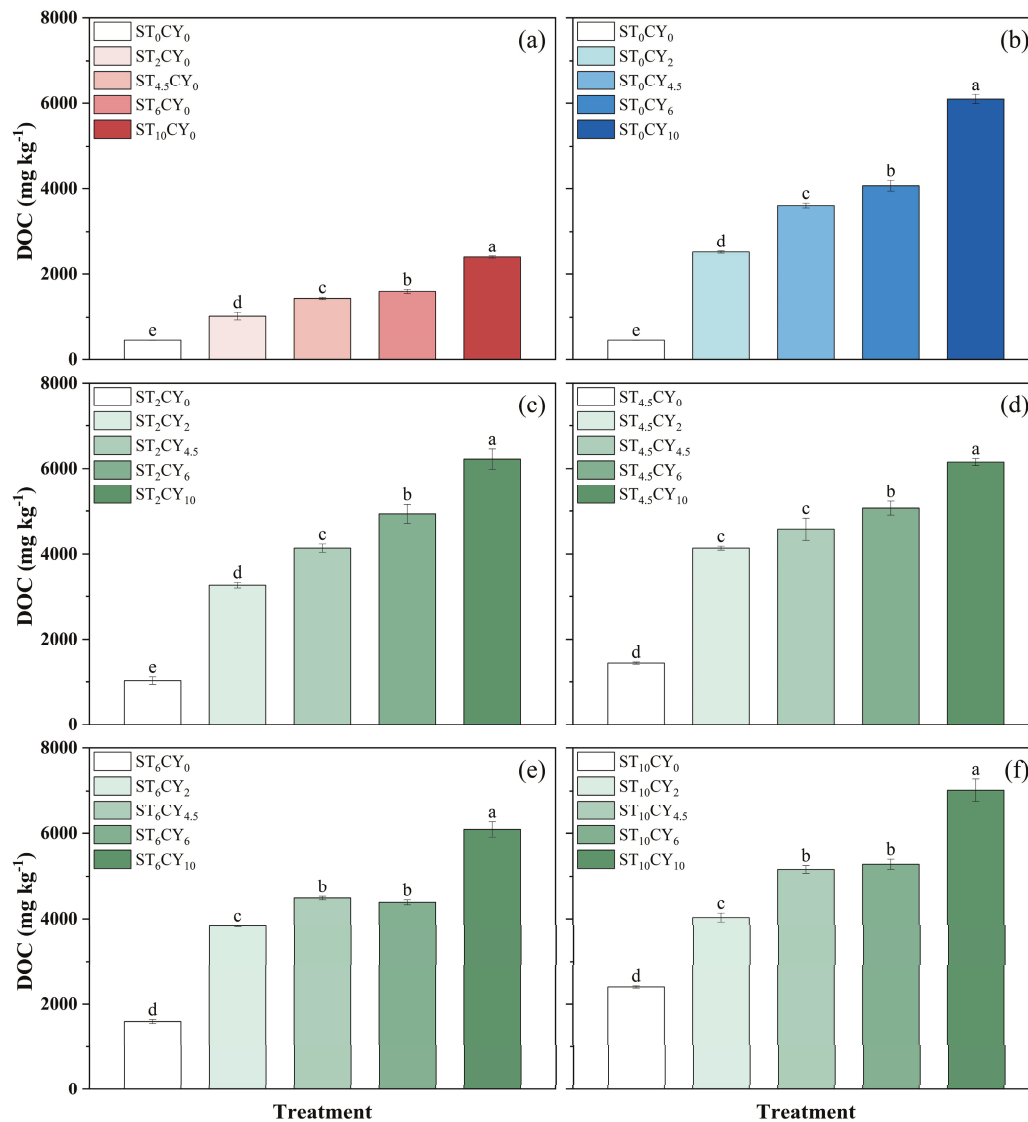 8000
6000
4000
2000
0
DOC (mg kg⁻¹)
(a)
ST₀CY₀
ST₂CY₀
ST₄.₅CY₀
ST₆CY₀
ST₁₀CY₀
e
d
c
b
a
(b)
ST₀CY₀
ST₀CY₂
ST₀CY₄.₅
ST₀CY₆
ST₀CY₁₀
e
d
c
b
a
8000
6000
4000
2000
0
DOC (mg kg⁻¹)
(c)
ST₂CY₀
ST₂CY₂
ST₂CY₄.₅
ST₂CY₆
ST₂CY₁₀
e
d
c
b
a
(d)
ST₄.₅CY₀
ST₄.₅CY₂
ST₄.₅CY₄.₅
ST₄.₅CY₆
ST₄.₅CY₁₀
d
c
c
b
a
8000
6000
4000
2000
0
DOC (mg kg⁻¹)
(e)
ST₆CY₀
ST₆CY₂
ST₆CY₄.₅
ST₆CY₆
ST₆CY₁₀
d
c
b
b
a
Treatment
(f)
ST₁₀CY₀
ST₁₀CY₂
ST₁₀CY₄.₅
ST₁₀CY₆
ST₁₀CY₁₀
d
c
b
b
a
Treatment